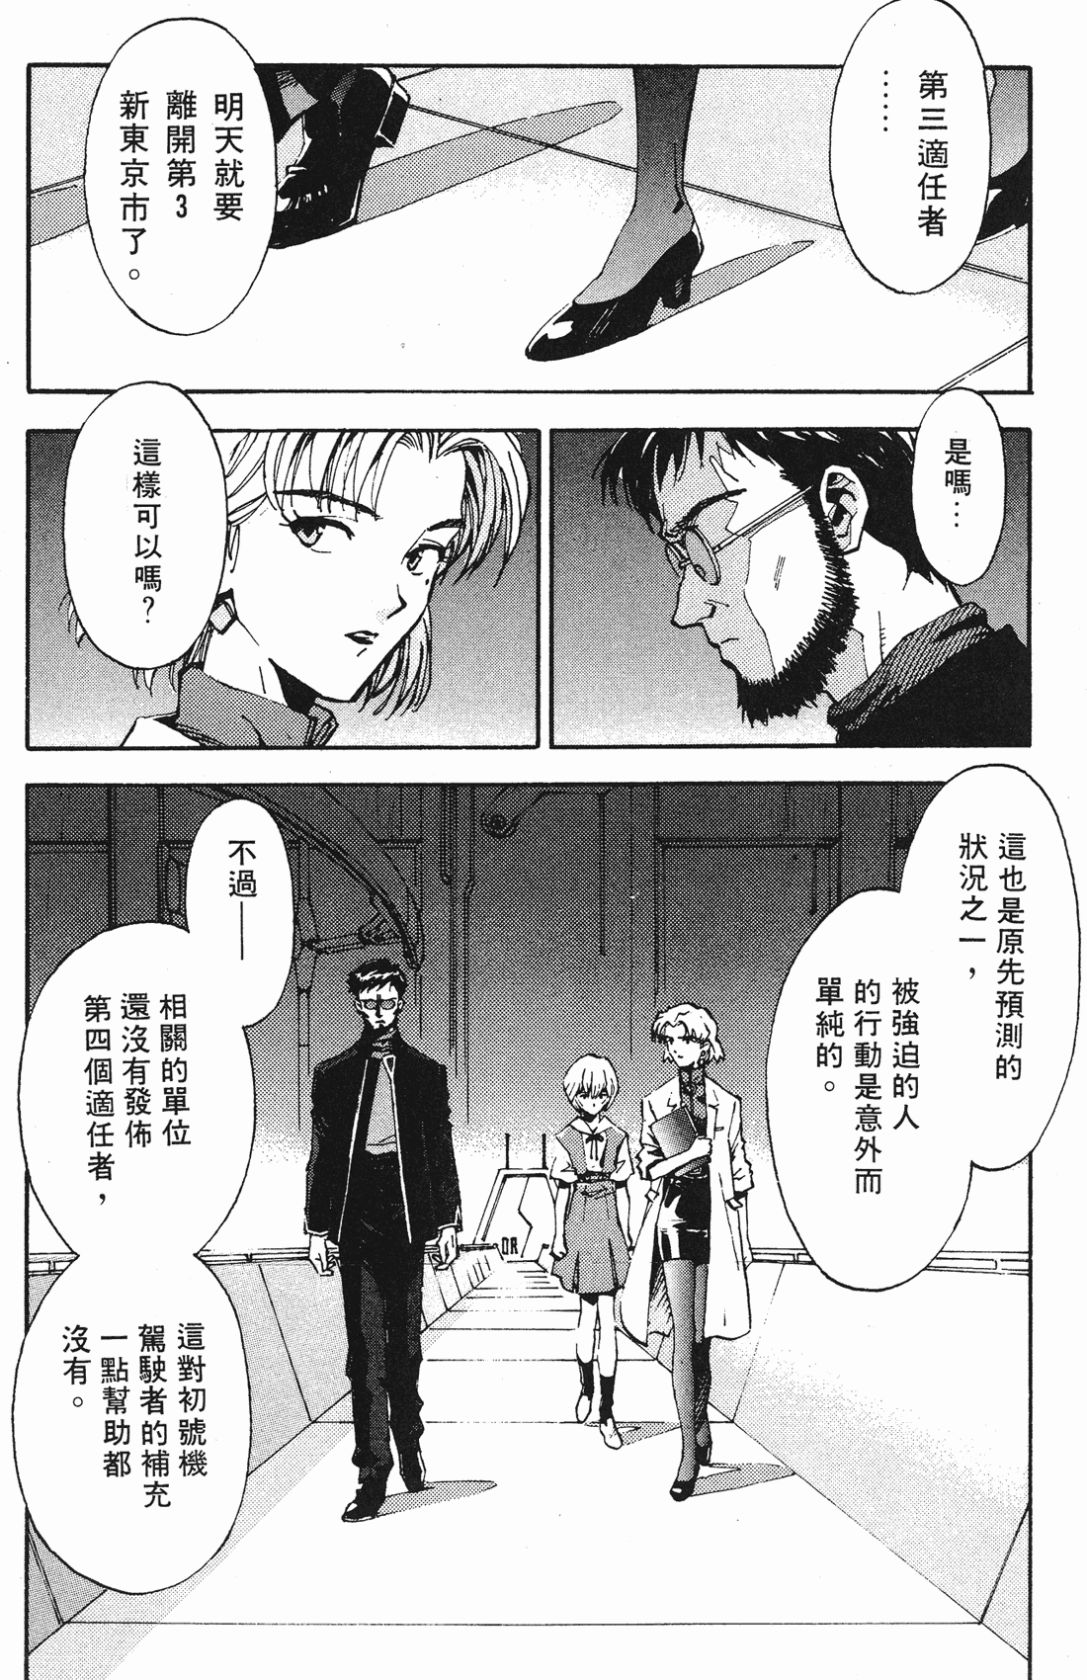 第三適任者
……
明天就要
離開第3
新東京市了。
是嗎…
這樣可以嗎?
這也是原先預測的
狀況之一，
被強迫的人
的行動是意外而
單純的。
不過—
相關的單位
還沒有發佈
第四個適任者，
這對初號機
駕駛者的補充
一點幫助都
沒有。
OR